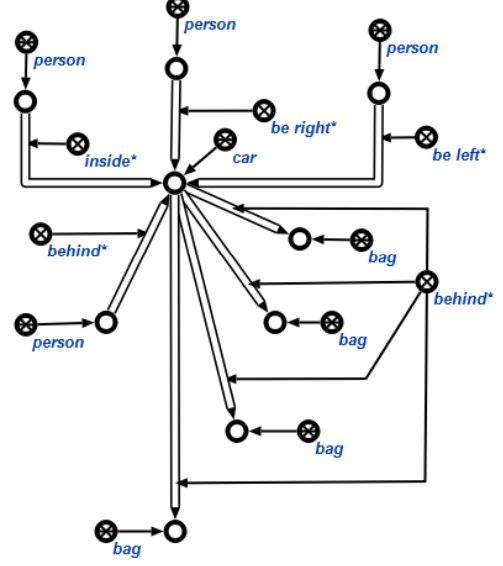 person
person
person
be right*
inside*
car
be left*
behind*
bag
behind*
person
bag
bag
bag